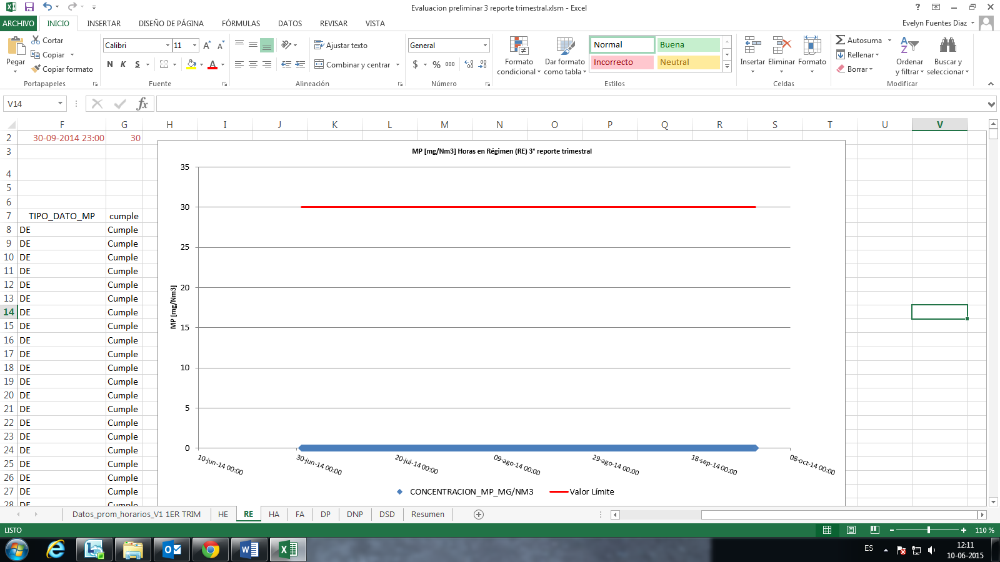 Evaluacion preliminar 3 reporte trimestral.xlsm - Excel
ARCHIVO INICIO INSERTAR DISEÑO DE PÁGINA FÓRMULAS DATOS REVISAR VISTA Evelyn Fuentes Diaz
Pegar
Cortar
Copiar
Copiar formato
Portapapeles
Calibri 11
N K S
Fuente
Ajustar texto
Combinar y centrar
Alineación
General
$ % 000
Número
Formato condicional
Dar formato como tabla
Normal Buena
Incorrecto Neutral
Estilos
Insertar Eliminar Formato
Celdas
Autosuma
Rellenar
Borrar
Ordenar y filtrar
Buscar y seleccionar
Modificar
V14 fx
F G H I J K L M N O P Q R S T U V
2 30-09-2014 23:00 30
3
4
5
6
7 TIPO_DATO_MP cumple
8 DE Cumple
9 DE Cumple
10 DE Cumple
11 DE Cumple
12 DE Cumple
13 DE Cumple
14 DE Cumple
15 DE Cumple
16 DE Cumple
17 DE Cumple
18 DE Cumple
19 DE Cumple
20 DE Cumple
21 DE Cumple
22 DE Cumple
23 DE Cumple
24 DE Cumple
25 DE Cumple
26 DE Cumple
27 DE Cumple
28 DE Cumple
MP [mg/Nm3] Horas en Régimen (RE) 3° reporte trimestral
MP [mg/Nm3]
35
30
25
20
15
10
5
0
10-jun-14 00:00
30-jun-14 00:00
20-jul-14 00:00
09-ago-14 00:00
29-ago-14 00:00
18-sep-14 00:00
08-oct-14 00:00
CONCENTRACION_MP_MG/NM3 Valor Límite
Datos_prom_horarios_V1 1ER TRIM HE RE HA FA DP DNP DSD Resumen
LISTO 110 %
ES 12:11
10-06-2015